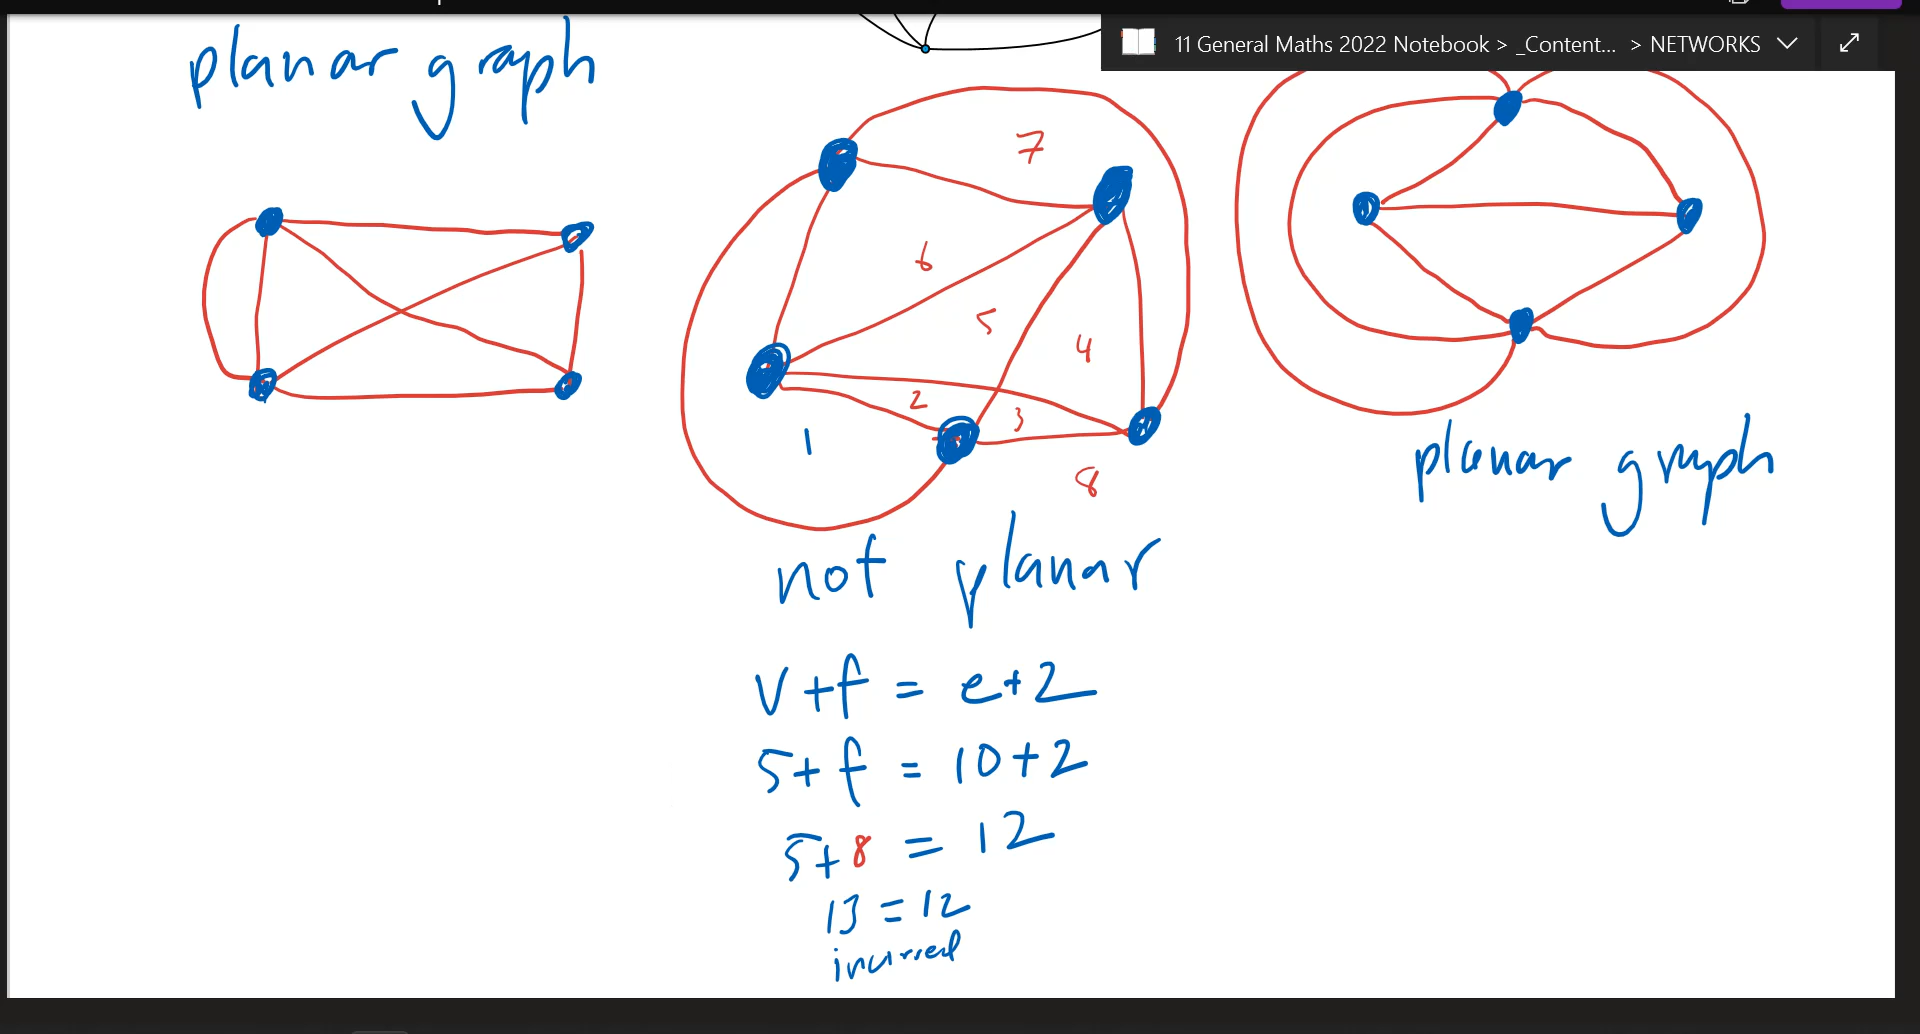 11 General Maths 2022 Notebook > _Content... > NETWORKS
planar graph
7
6
5
4
2
3
1
8
planar graph
not planar
v+f = e+2
5+f = 10+2
5+8 = 12
13 = 12